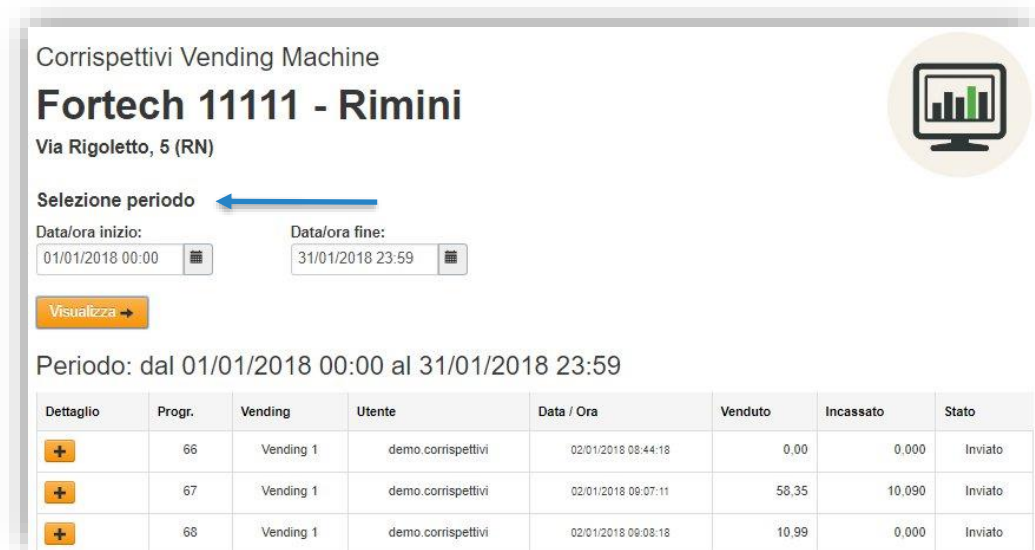 Corrispettivi Vending Machine
Fortech 11111 - Rimini
Via Rigoletto, 5 (RN)
Selezione periodo
Data/ora inizio: Data/ora fine:
01/01/2018 00:00 31/01/2018 23:59
Visualizza
Periodo: dal 01/01/2018 00:00 al 31/01/2018 23:59
Dettaglio Progr. Vending Utente Data / Ora Venduto Incassato Stato
+ 66 Vending 1 demo.corrispettivi 02/01/2018 08:44:18 0,00 0,000 Inviato
+ 67 Vending 1 demo.corrispettivi 02/01/2018 09:07:11 58,35 10,090 Inviato
+ 68 Vending 1 demo.corrispettivi 02/01/2018 09:08:18 10,99 0,000 Inviato